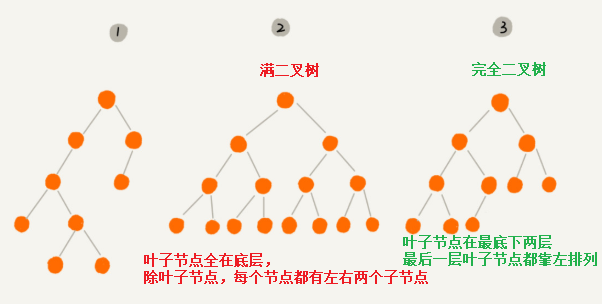 1
2
3
满二叉树
完全二叉树
叶子节点全在底层，
除叶子节点，每个节点都有左右两个子节点
叶子节点在最底下两层
最后一层叶子节点都靠左排列